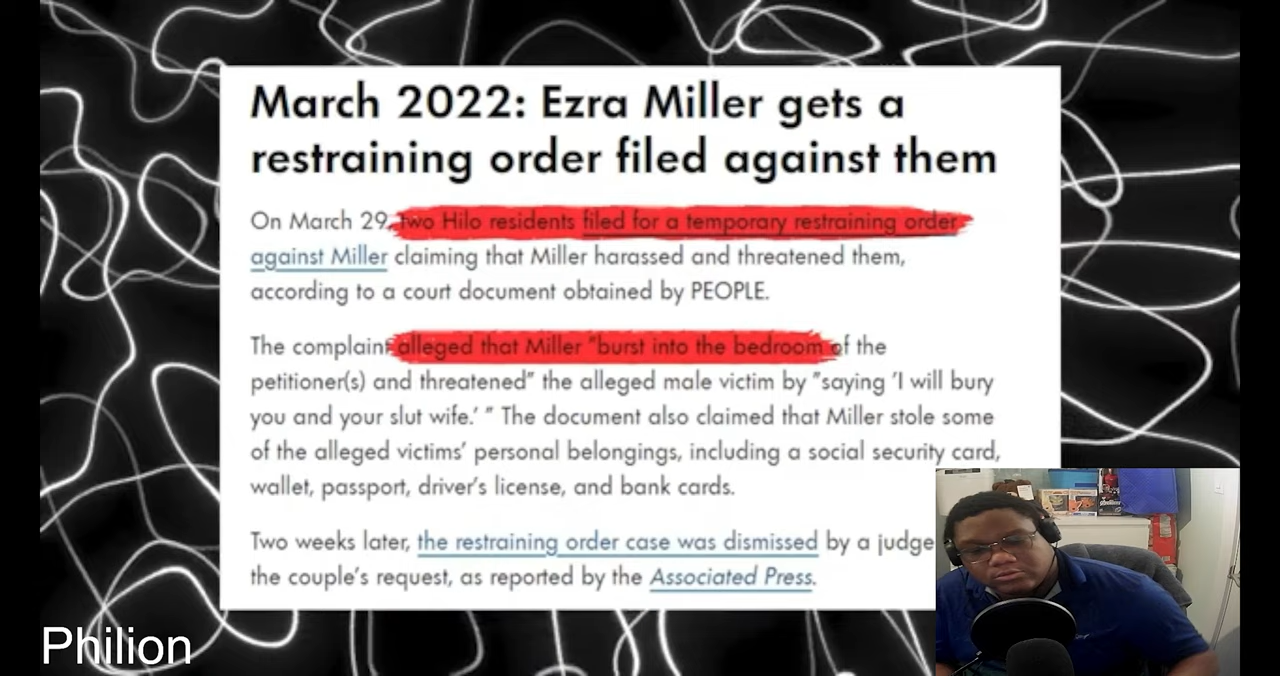 March 2022: Ezra Miller gets a
restraining order filed against them
On March 29, two Hilo residents filed for a temporary restraining order
against Miller claiming that Miller harassed and threatened them,
according to a court document obtained by PEOPLE.
The complaint alleged that Miller "burst into the bedroom of the
petitioner(s) and threatened" the alleged male victim by "saying 'I will bury
you and your slut wife.' " The document also claimed that Miller stole some
of the alleged victims' personal belongings, including a social security card,
wallet, passport, driver's license, and bank cards.
Two weeks later, the restraining order case was dismissed by a judge
the couple's request, as reported by the Associated Press.
Philion